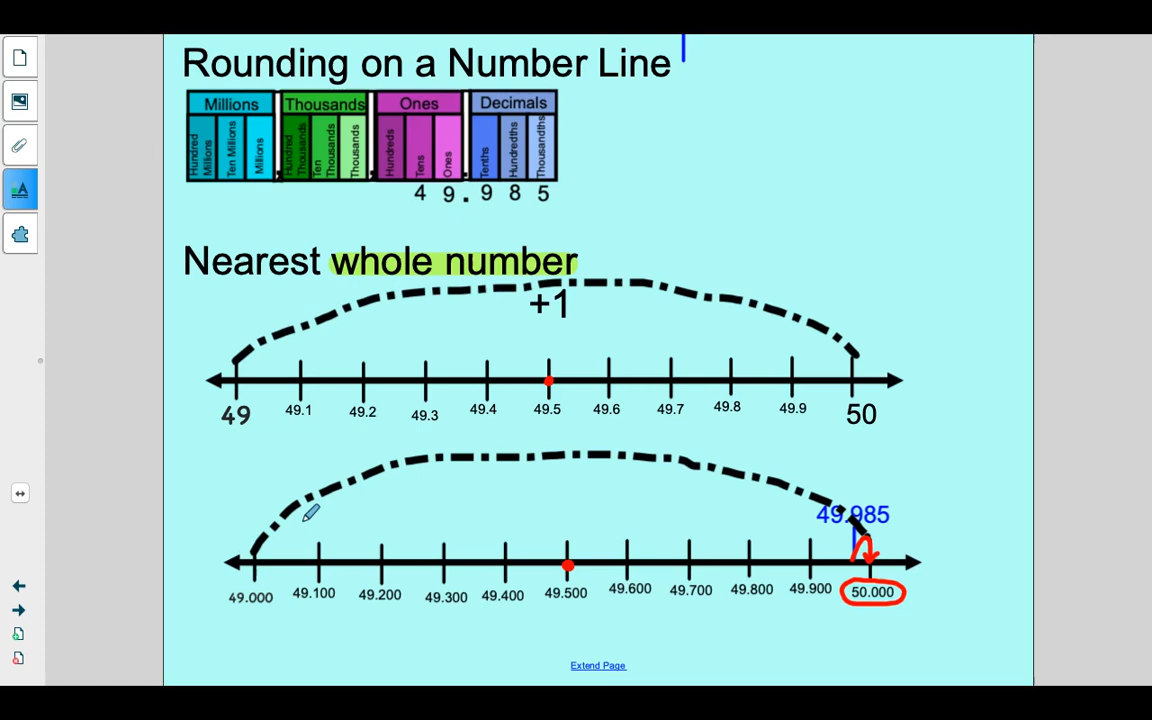 Rounding on a Number Line
Millions Thousands Ones Decimals
Hundred Millions Ten Millions Millions Hundred Thousands Ten Thousands Thousands Hundreds Tens Ones Tenths Hundredths Thousandths
4 9 . 9 8 5
Nearest whole number
+1
49 49.1 49.2 49.3 49.4 49.5 49.6 49.7 49.8 49.9 50
49.985
49.000 49.100 49.200 49.300 49.400 49.500 49.600 49.700 49.800 49.900 50.000
Extend Page